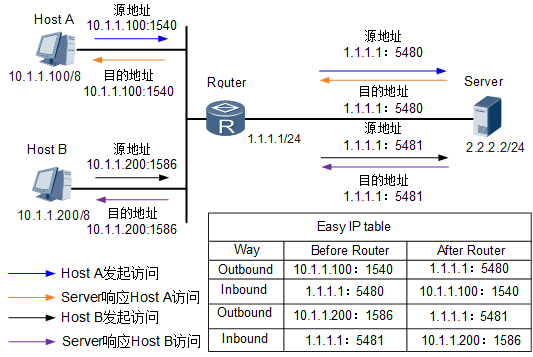 Host A
源地址
10.1.1.100:1540
目的地址
10.1.1.100:1540
10.1.1.100/8
源地址
1.1.1.1：5480
目的地址
1.1.1.1：5480
Router
R
1.1.1.1/24
Server
2.2.2.2/24
Host B
源地址
10.1.1.200:1586
目的地址
10.1.1.200:1586
10.1.1.200/8
源地址
1.1.1.1：5481
目的地址
1.1.1.1：5481
Host A发起访问
Server响应Host A访问
Host B发起访问
Server响应Host B访问
Easy IP table
Way Before Router After Router
Outbound 10.1.1.100：1540 1.1.1.1：5480
Inbound 1.1.1.1：5480 10.1.1.100：1540
Outbound 10.1.1.200：1586 1.1.1.1：5481
Inbound 1.1.1.1：5481 10.1.1.200：1586